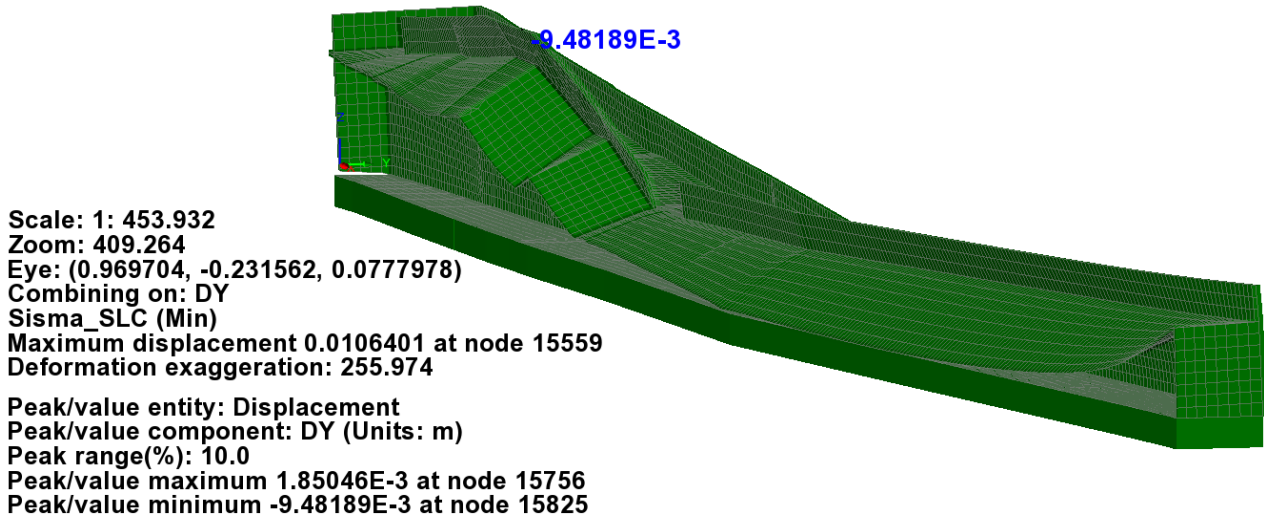 -9.48189E-3
Z
Y
Scale: 1: 453.932
Zoom: 409.264
Eye: (0.969704, -0.231562, 0.0777978)
Combining on: DY
Sisma_SLC (Min)
Maximum displacement 0.0106401 at node 15559
Deformation exaggeration: 255.974
Peak/value entity: Displacement
Peak/value component: DY (Units: m)
Peak range(%): 10.0
Peak/value maximum 1.85046E-3 at node 15756
Peak/value minimum -9.48189E-3 at node 15825